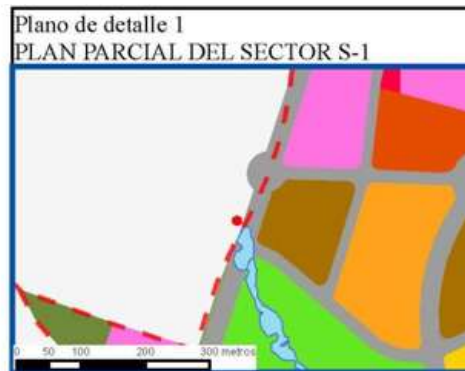 Plano de detalle 1
PLAN PARCIAL DEL SECTOR S-1
0 50 100 200 300 metros